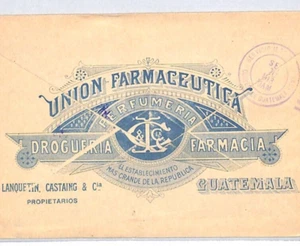 UNION FARMACEUTICA
PERFUMERIA
DROGUERIA FARMACIA
EL ESTABLECIMIENTO
MAS GRANDE DE LA REPUBLICA
LANQUETIN, CASTAING & Cia
PROPIETARIOS
GUATEMALA